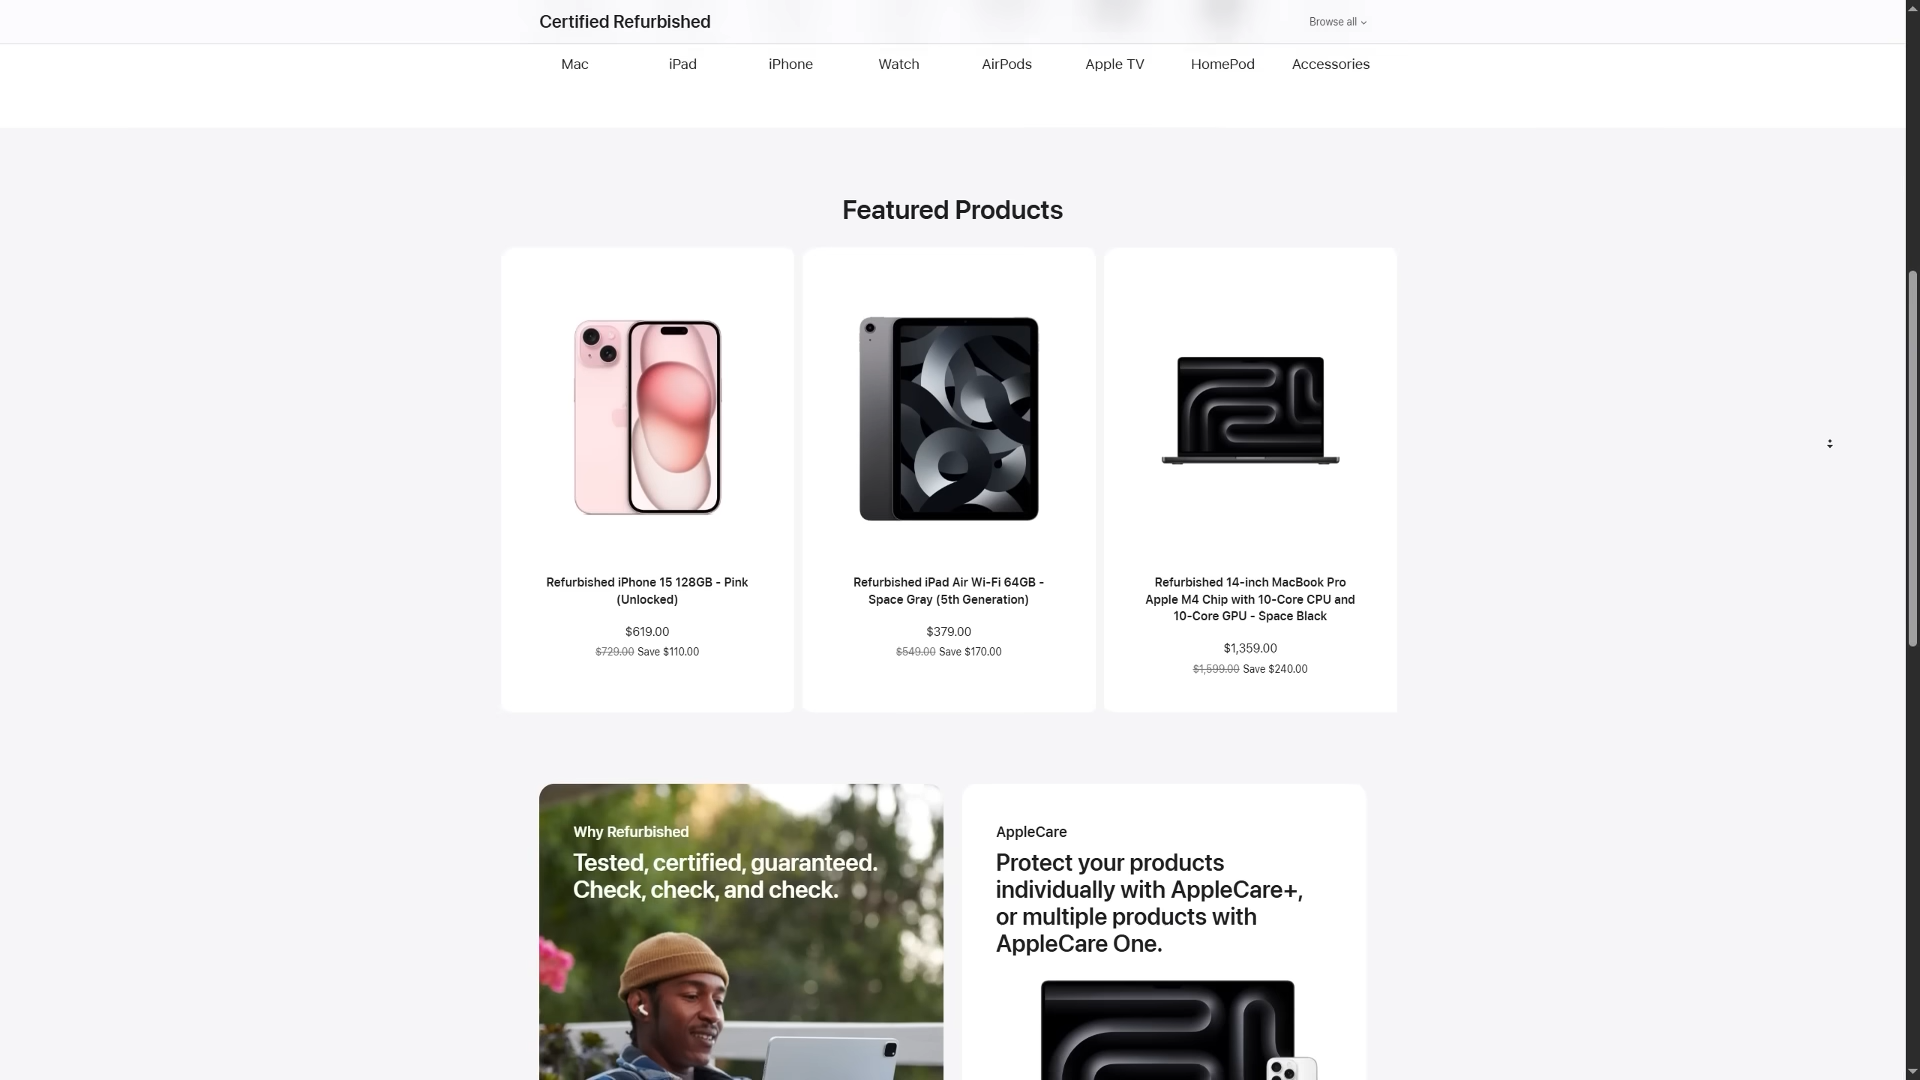 Certified Refurbished
Browse all
Mac
iPad
iPhone
Watch
AirPods
Apple TV
HomePod
Accessories
Featured Products
Refurbished iPhone 15 128GB - Pink
(Unlocked)
$619.00
$729.00 Save $110.00
Refurbished iPad Air Wi-Fi 64GB -
Space Gray (5th Generation)
$379.00
$549.00 Save $170.00
Refurbished 14-inch MacBook Pro
Apple M4 Chip with 10-Core CPU and
10-Core GPU - Space Black
$1,359.00
$1,599.00 Save $240.00
Why Refurbished
Tested, certified, guaranteed.
Check, check, and check.
AppleCare
Protect your products
individually with AppleCare+,
or multiple products with
AppleCare One.